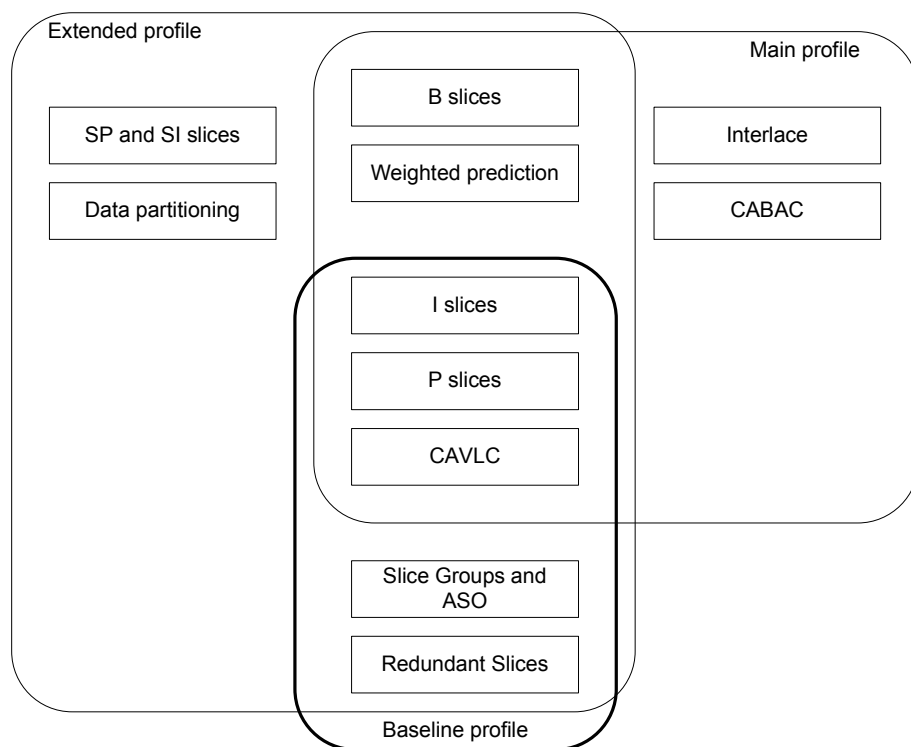 Extended profile
Main profile
B slices
SP and SI slices
Interlace
Weighted prediction
Data partitioning
CABAC
I slices
P slices
CAVLC
Slice Groups and
ASO
Redundant Slices
Baseline profile